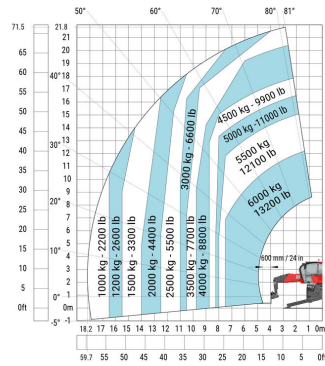 50° 60° 70° 80° 81°
71.5 21.8
21
65 20
19
60 40° 18
55 17
16
50 15
45 14
30° 13
40 12
11
35 10
30 20° 9
8
25 7
20 6
10° 5
15 4
10 3
2
5 0° 1
0ft 0m
-5° -1
18.2 17 16 15 14 13 12 11 10 9 8 7 6 5 4 3 2 1 0m
59.7 55 50 45 40 35 30 25 20 15 10 5 0ft
1000 kg - 2200 lb
1200 kg - 2600 lb
1500 kg - 3300 lb
20000 kg - 4400 lb
2500 kg - 5500 lb
3000 kg - 6600 lb
3500 kg - 7700 lb
4000 kg - 8800 lb
4500 kg - 9900 lb
5000 kg -11000 lb
5500 kg
12100 lb
6000 kg
13200 lb
600 mm / 24 in